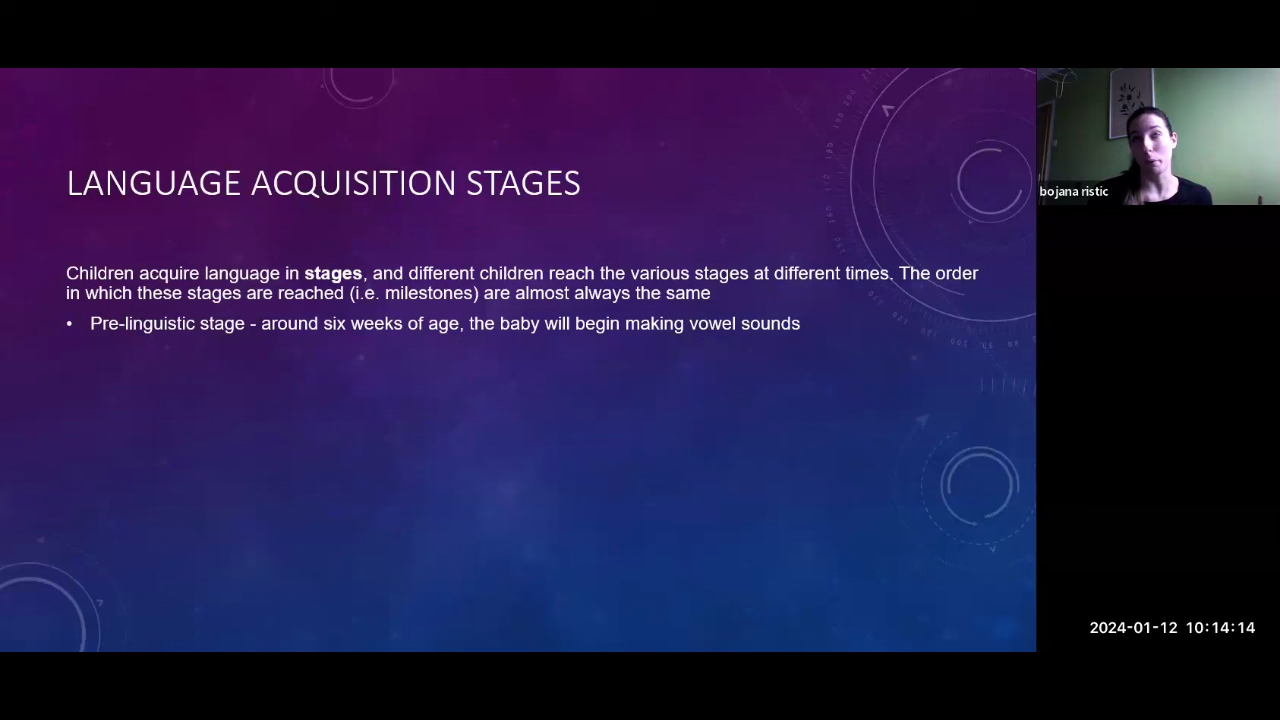 LANGUAGE ACQUISITION STAGES
Children acquire language in stages, and different children reach the various stages at different times. The order
in which these stages are reached (i.e. milestones) are almost always the same
• Pre-linguistic stage - around six weeks of age, the baby will begin making vowel sounds
bojana ristic
2024-01-12 10:14:14